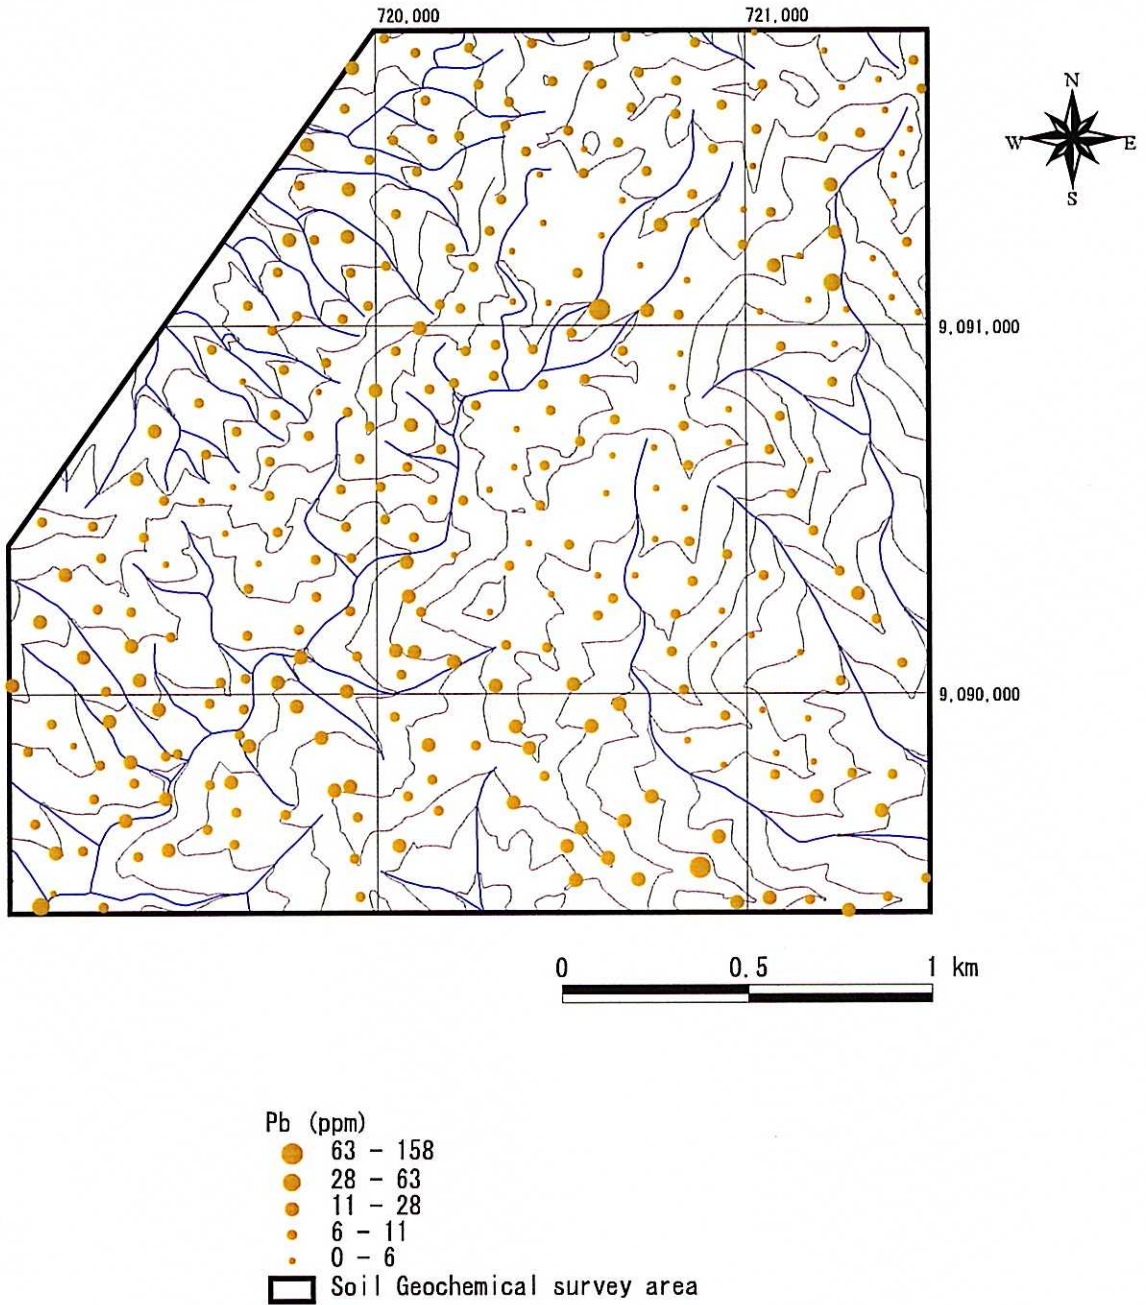 720,000 721,000
N
W E
S
9,091,000
9,090,000
0 0.5 1 km
Pb (ppm)
63 - 158
28 - 63
11 - 28
6 - 11
0 - 6
Soil Geochemical survey area